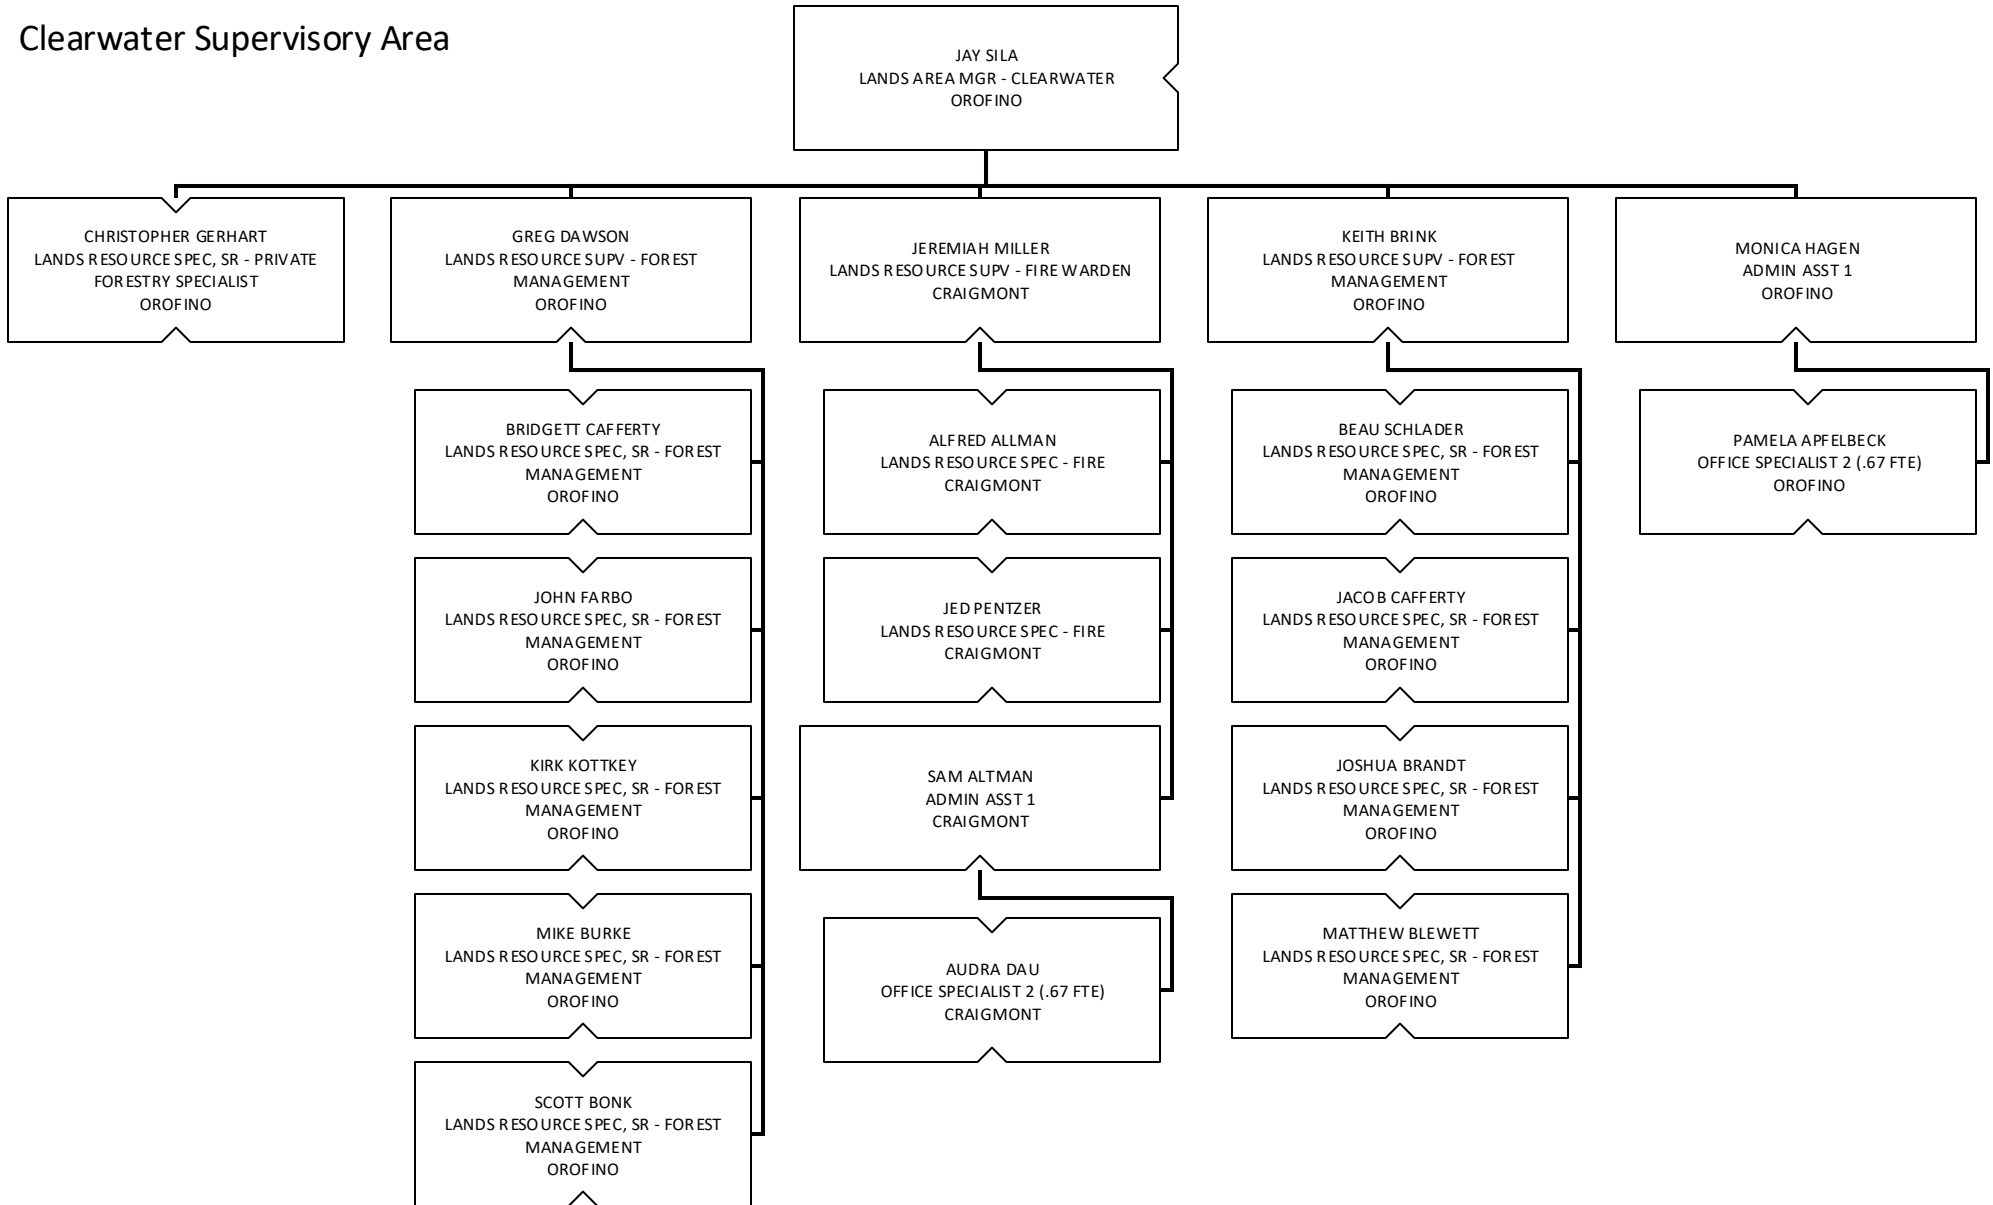 Clearwater Supervisory Area
JAY SILA
LANDS AREA MGR - CLEARWATER
OROFINO
CHRISTOPHER GERHART
LANDS RESOURCE SPEC, SR - PRIVATE
FORESTRY SPECIALIST
OROFINO
GREG DAWSON
LANDS RESOURCE SUPV - FOREST
MANAGEMENT
OROFINO
JEREMIAH MILLER
LANDS RESOURCE SUPV - FIRE WARDEN
CRAIGMONT
KEITH BRINK
LANDS RESOURCE SUPV - FOREST
MANAGEMENT
OROFINO
MONICA HAGEN
ADMIN ASST 1
OROFINO
BRIDGETT CAFFERTY
LANDS RESOURCE SPEC, SR - FOREST
MANAGEMENT
OROFINO
JOHN FARBO
LANDS RESOURCE SPEC, SR - FOREST
MANAGEMENT
OROFINO
KIRK KOTTKEY
LANDS RESOURCE SPEC, SR - FOREST
MANAGEMENT
OROFINO
MIKE BURKE
LANDS RESOURCE SPEC, SR - FOREST
MANAGEMENT
OROFINO
SCOTT BONK
LANDS RESOURCE SPEC, SR - FOREST
MANAGEMENT
OROFINO
ALFRED ALLMAN
LANDS RESOURCE SPEC - FIRE
CRAIGMONT
JED PENTZER
LANDS RESOURCE SPEC - FIRE
CRAIGMONT
SAM ALTMAN
ADMIN ASST 1
CRAIGMONT
AUDRA DAU
OFFICE SPECIALIST 2 (.67 FTE)
CRAIGMONT
BEAU SCHLADER
LANDS RESOURCE SPEC, SR - FOREST
MANAGEMENT
OROFINO
JACOB CAFFERTY
LANDS RESOURCE SPEC, SR - FOREST
MANAGEMENT
OROFINO
JOSHUA BRANDT
LANDS RESOURCE SPEC, SR - FOREST
MANAGEMENT
OROFINO
MATTHEW BLEWETT
LANDS RESOURCE SPEC, SR - FOREST
MANAGEMENT
OROFINO
PAMELA APFELBECK
OFFICE SPECIALIST 2 (.67 FTE)
OROFINO